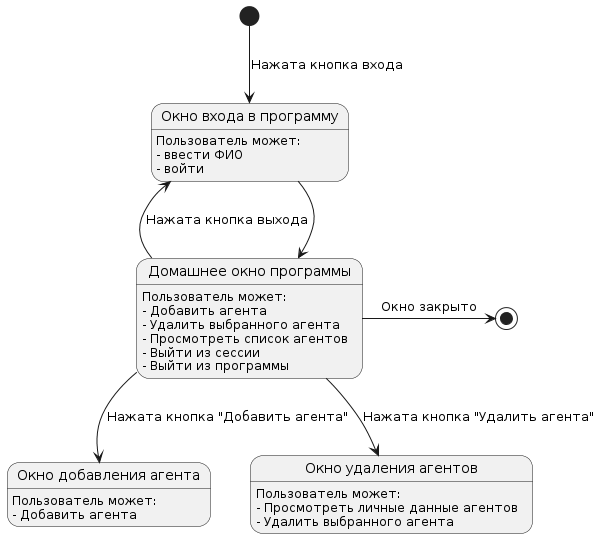 Нажата кнопка входа
Окно входа в программу
Пользователь может:
- ввести ФИО
- войти
Нажата кнопка выхода
Домашнее окно программы
Пользователь может:
- Добавить агента
- Удалить выбранного агента
- Просмотреть список агентов
- Выйти из сессии
- Выйти из программы
Окно закрыто
Нажата кнопка "Добавить агента"
Нажата кнопка "Удалить агента"
Окно добавления агента
Пользователь может:
- Добавить агента
Окно удаления агентов
Пользователь может:
- Просмотреть личные данные агентов
- Удалить выбранного агента